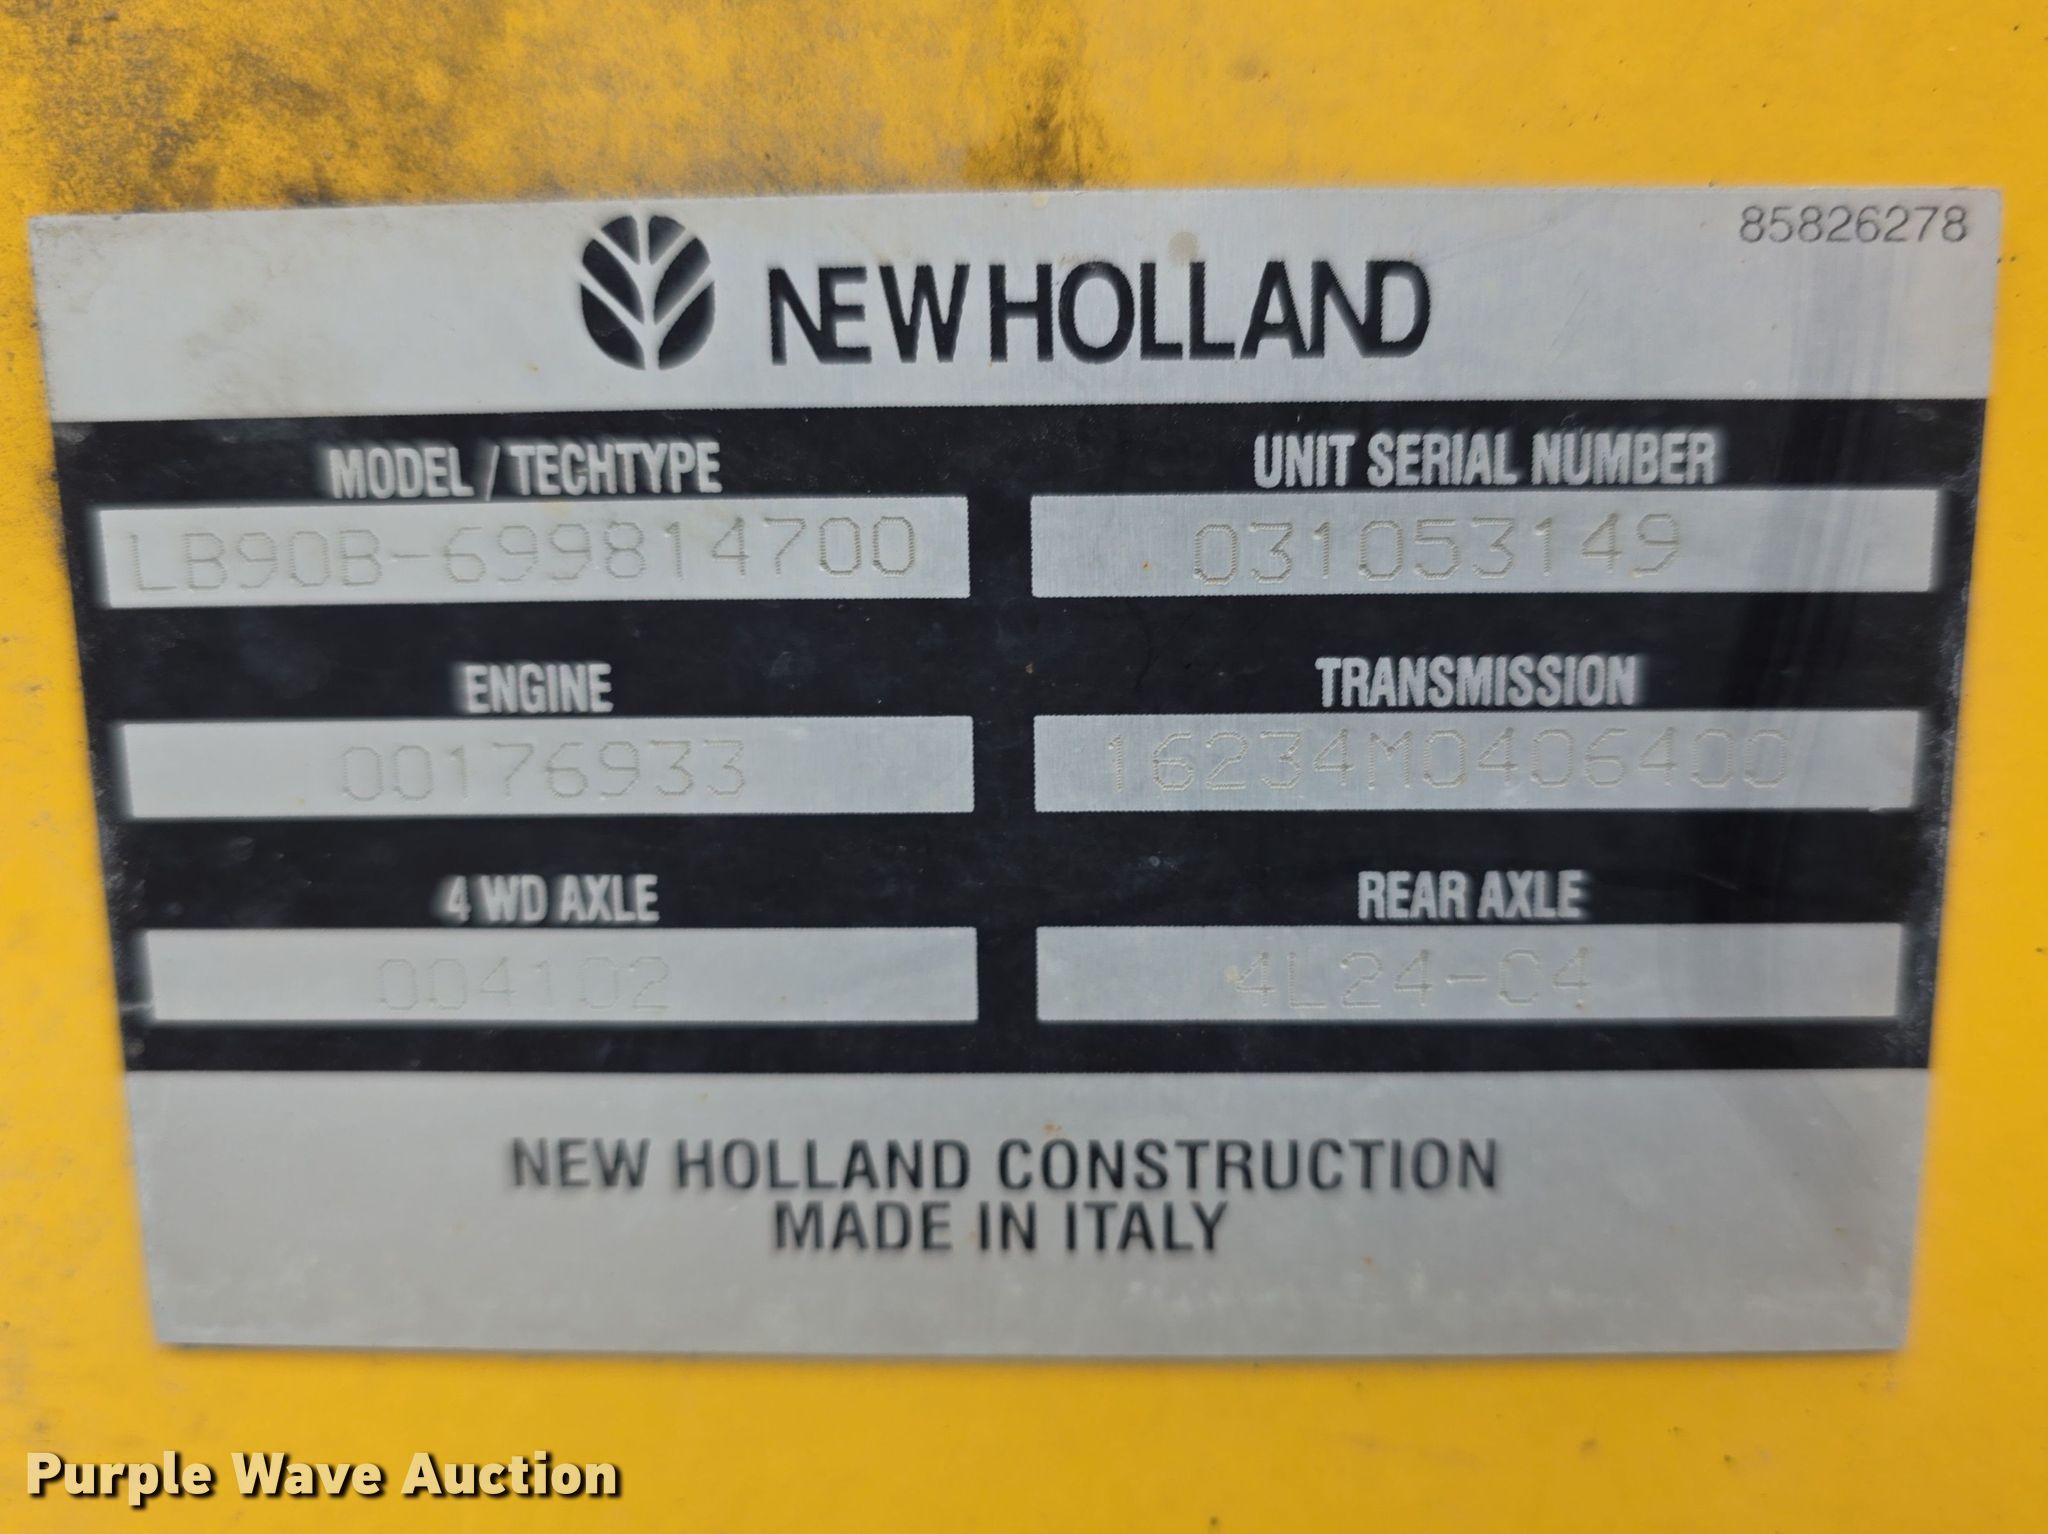 85826278
NEW HOLLAND
MODEL / TECHTYPE
LB90B-699814700
UNIT SERIAL NUMBER
031053149
ENGINE
00176933
TRANSMISSION
16234M0406400
4 WD AXLE
004102
REAR AXLE
4L24-04
NEW HOLLAND CONSTRUCTION
MADE IN ITALY
Purple Wave Auction